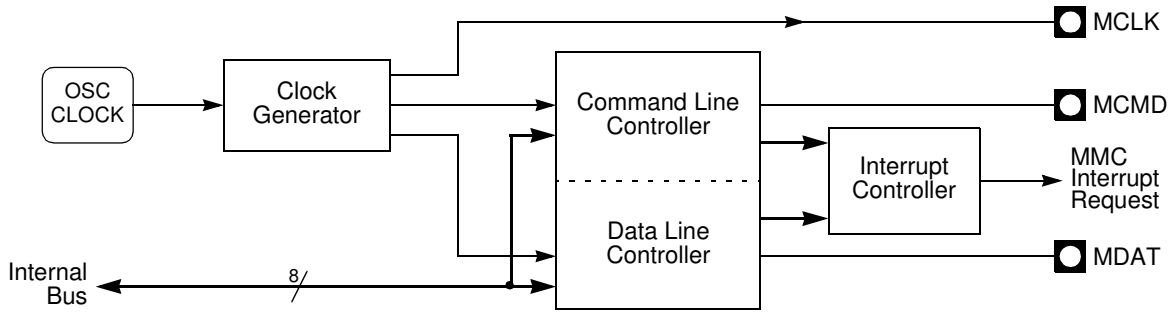 MCLK
OSC
CLOCK
Clock
Generator
Command Line
Controller
MCMD
Interrupt
Controller
MMC
Interrupt
Request
Data Line
Controller
MDAT
Internal
Bus
8